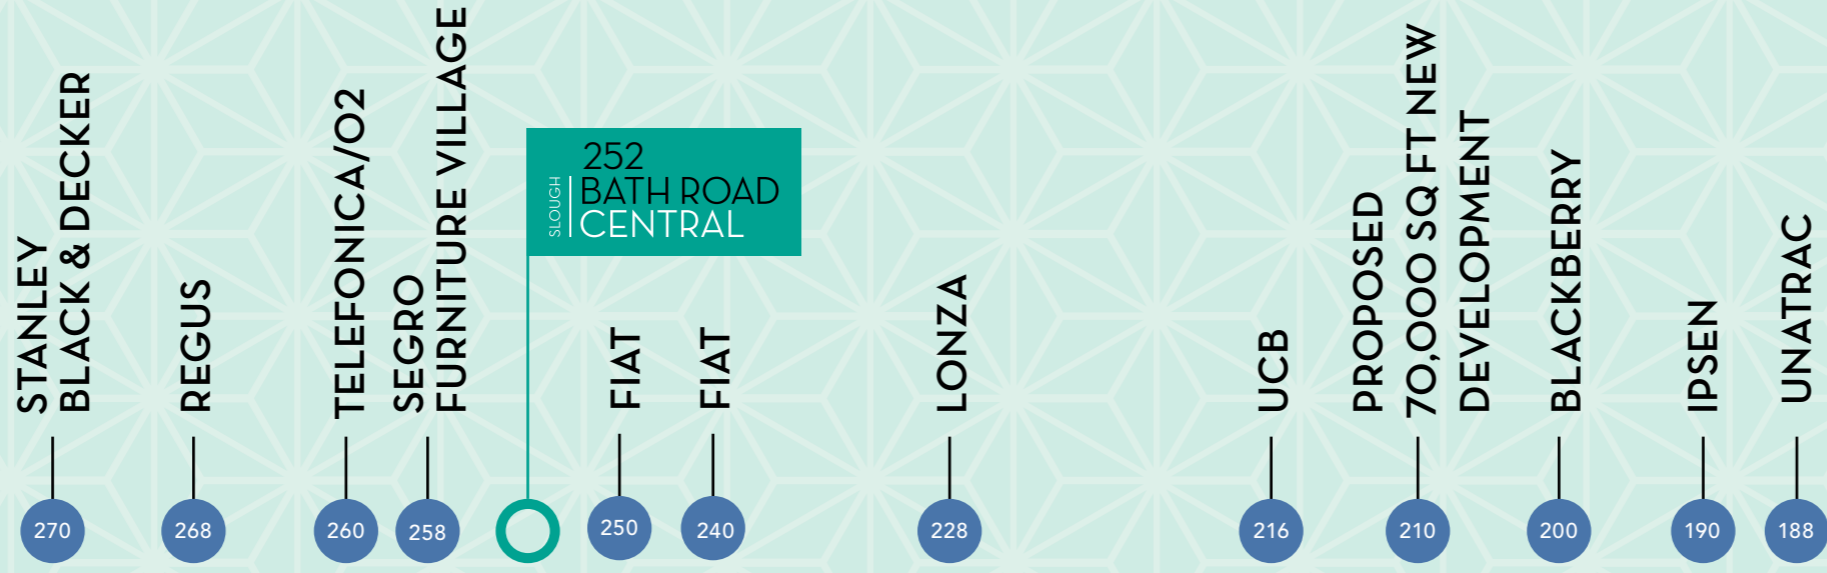 STANLEY
BLACK & DECKER
270
REGUS
268
TELEFONICA/O2
260
SEGRO
FURNITURE VILLAGE
258
SLOUGH
252
BATH ROAD
CENTRAL
FIAT
250
FIAT
240
LONZA
228
UCB
216
PROPOSED
70,000 SQ FT NEW
DEVELOPMENT
210
BLACKBERRY
200
IPSEN
190
UNATRAC
188